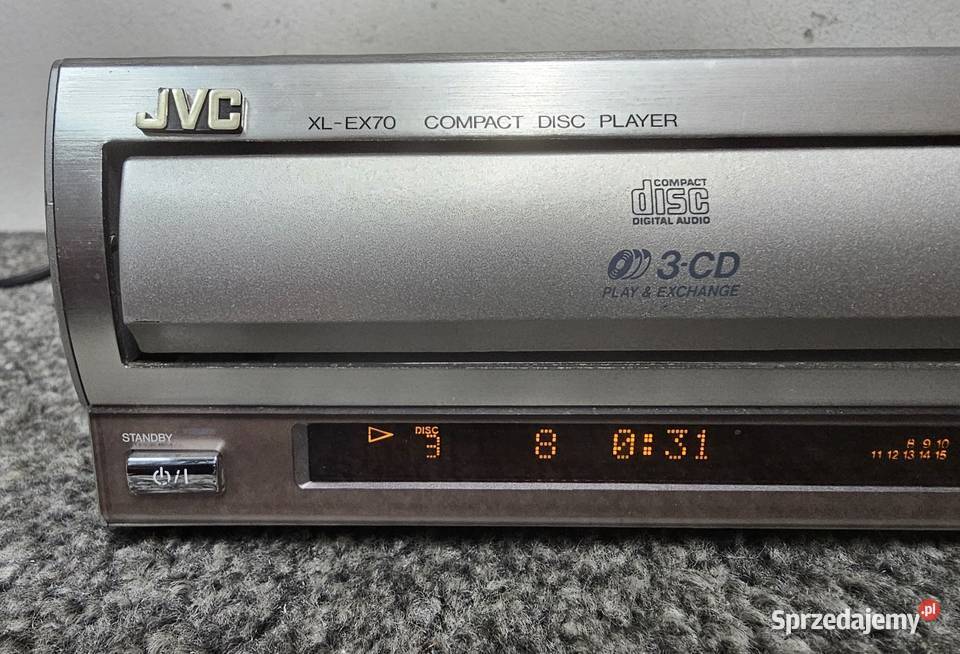 JVC
XL-EX70 COMPACT DISC PLAYER
COMPACT
disc
DIGITAL AUDIO
3-CD
PLAY & EXCHANGE
STANDBY
DISC
3 8 0:31
8 9 10
11 12 13 14 15
Sprzedajemy.pl